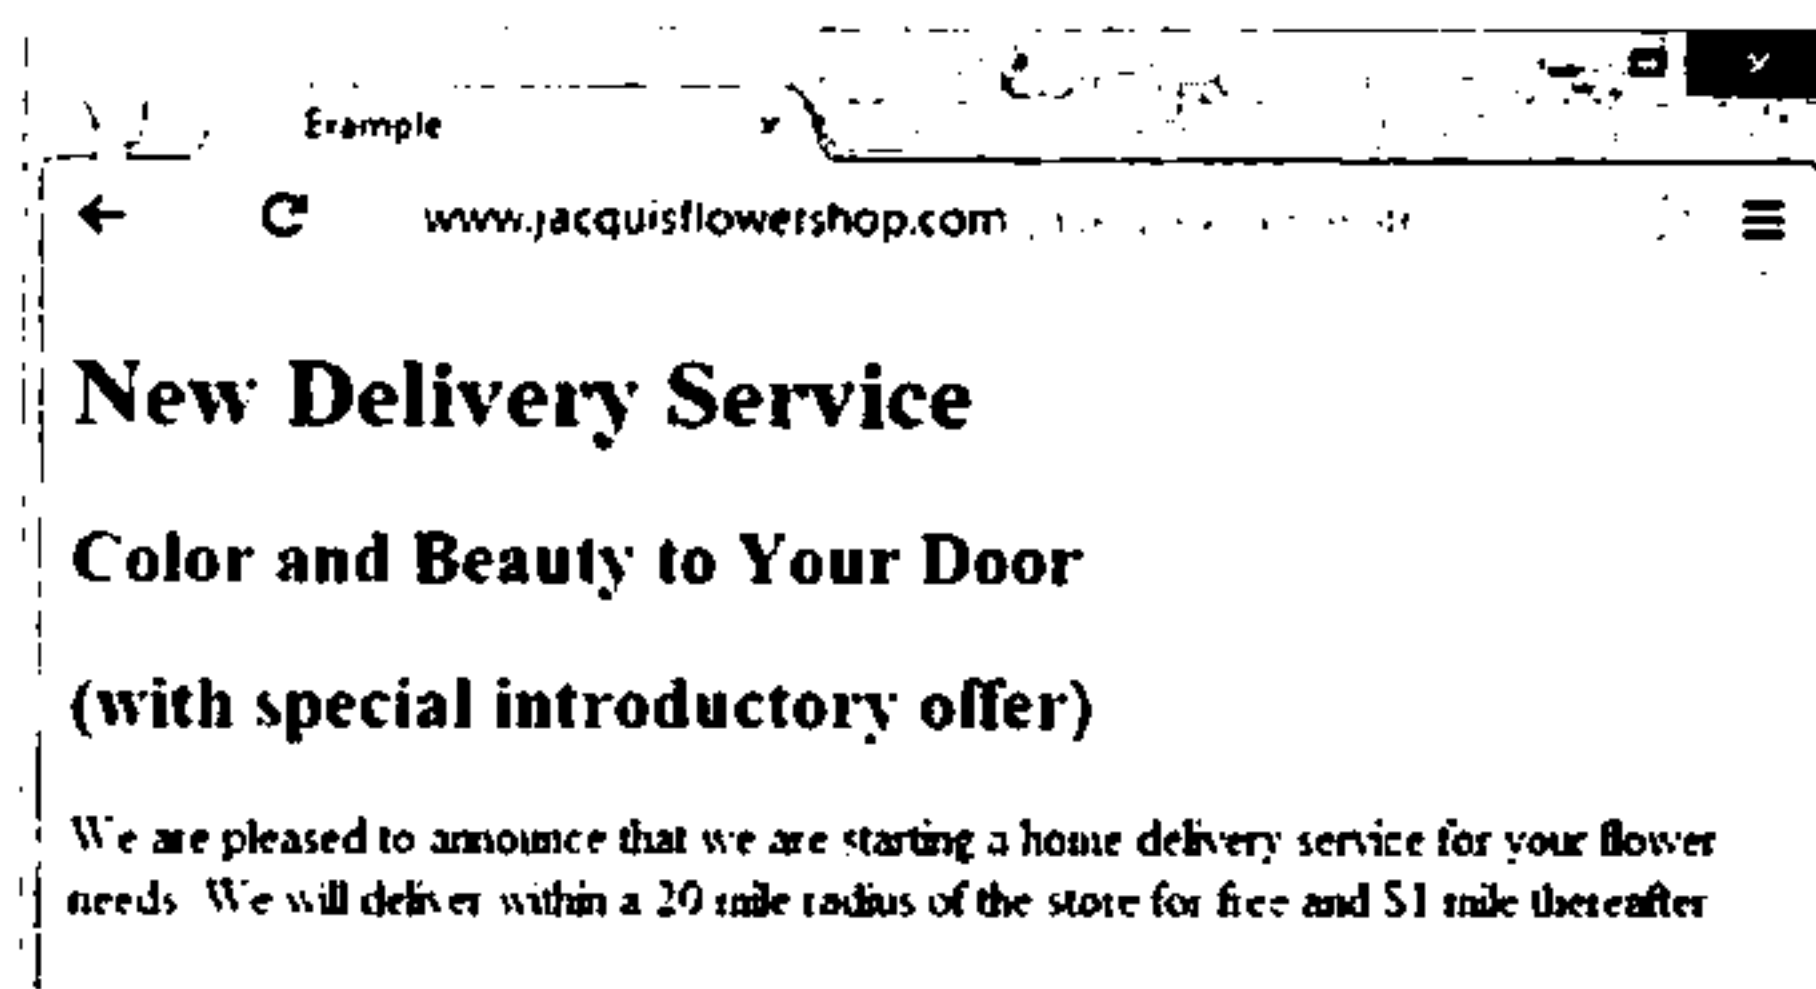 Example
www.jacquisflowershop.com
New Delivery Service
Color and Beauty to Your Door
(with special introductory offer)
We are pleased to announce that we are starting a home delivery service for your flower
needs. We will deliver within a 20 mile radius of the store for free and $1 mile thereafter